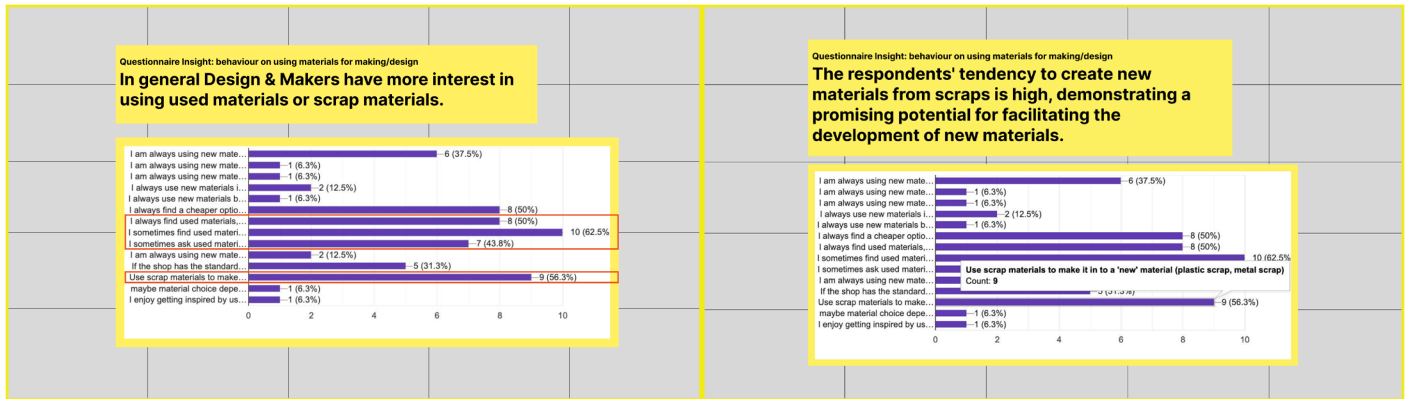 Questionnaire Insight: behaviour on using materials for making/design
In general Design & Makers have more interest in
using used materials or scrap materials.
I am always using new mate... 6 (37.5%)
I am always using new mate... 1 (6.3%)
I am always using new mate... 1 (6.3%)
I always use new materials i... 2 (12.5%)
I always use new materials b... 1 (6.3%)
I always find a cheaper optio... 8 (50%)
I always find used materials,... 8 (50%)
I sometimes find used materi... 10 (62.5%
I sometimes ask used materi... 7 (43.8%)
I am always using new mate... 2 (12.5%)
If the shop has the standard... 5 (31.3%)
Use scrap materials to make... 9 (56.3%)
maybe material choice depe... 1 (6.3%)
I enjoy getting inspired by us... 1 (6.3%)
0 2 4 6 8 10
Questionnaire Insight: behaviour on using materials for making/design
The respondents' tendency to create new
materials from scraps is high, demonstrating a
promising potential for facilitating the
development of new materials.
I am always using new mate... 6 (37.5%)
I am always using new mate... 1 (6.3%)
I am always using new mate... 1 (6.3%)
I always use new materials i... 2 (12.5%)
I always use new materials b... 1 (6.3%)
I always find a cheaper optio... 8 (50%)
I always find used materials,... 8 (50%)
I sometimes find used materi... 10 (62.5%
I sometimes ask used materi...
Use scrap materials to make it in to a 'new' material (plastic scrap, metal scrap)
I am always using new mate...
Count: 9
If the shop has the standard... 5 (31.3%)
Use scrap materials to make... 9 (56.3%)
maybe material choice depe... 1 (6.3%)
I enjoy getting inspired by us... 1 (6.3%)
0 2 4 6 8 10